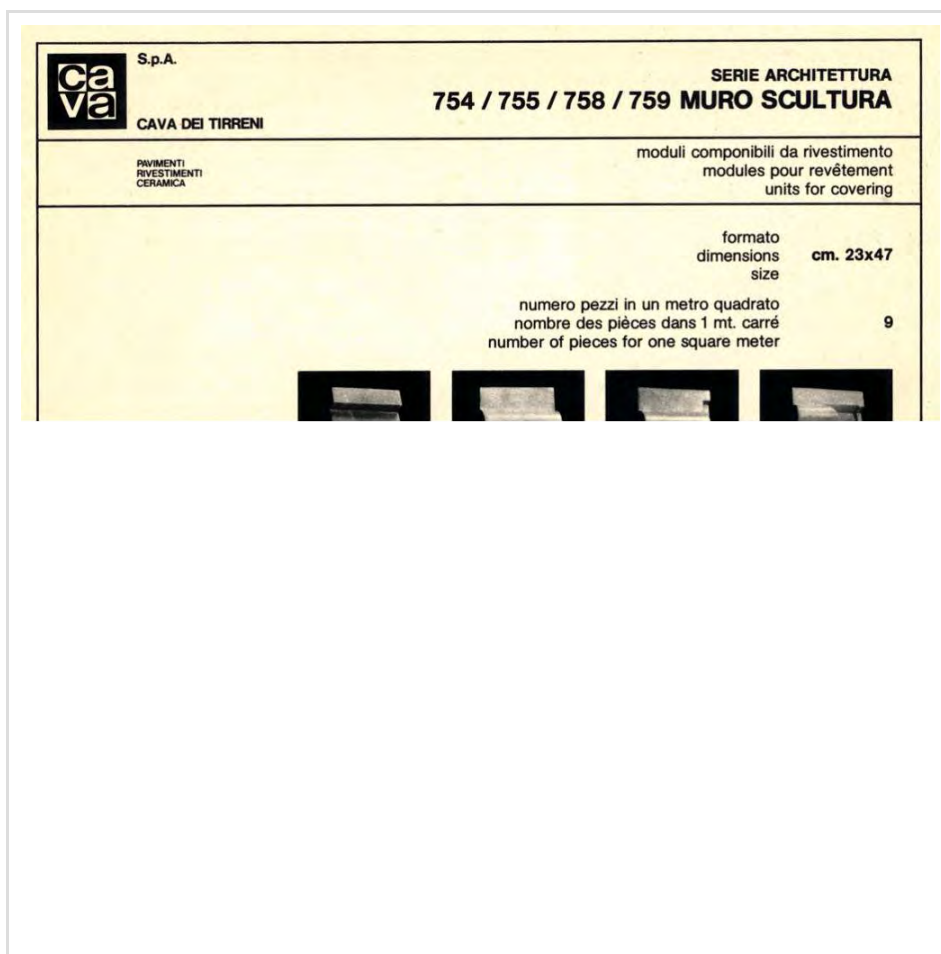 ca
va
S.p.A.
CAVA DEI TIRRENI
SERIE ARCHITETTURA
754 / 755 / 758 / 759 MURO SCULTURA
PAVIMENTI
RIVESTIMENTI
CERAMICA
moduli componibili da rivestimento
modules pour revêtement
units for covering
formato
dimensions cm. 23x47
size
numero pezzi in un metro quadrato
nombre des pièces dans 1 mt. carré 9
number of pieces for one square meter